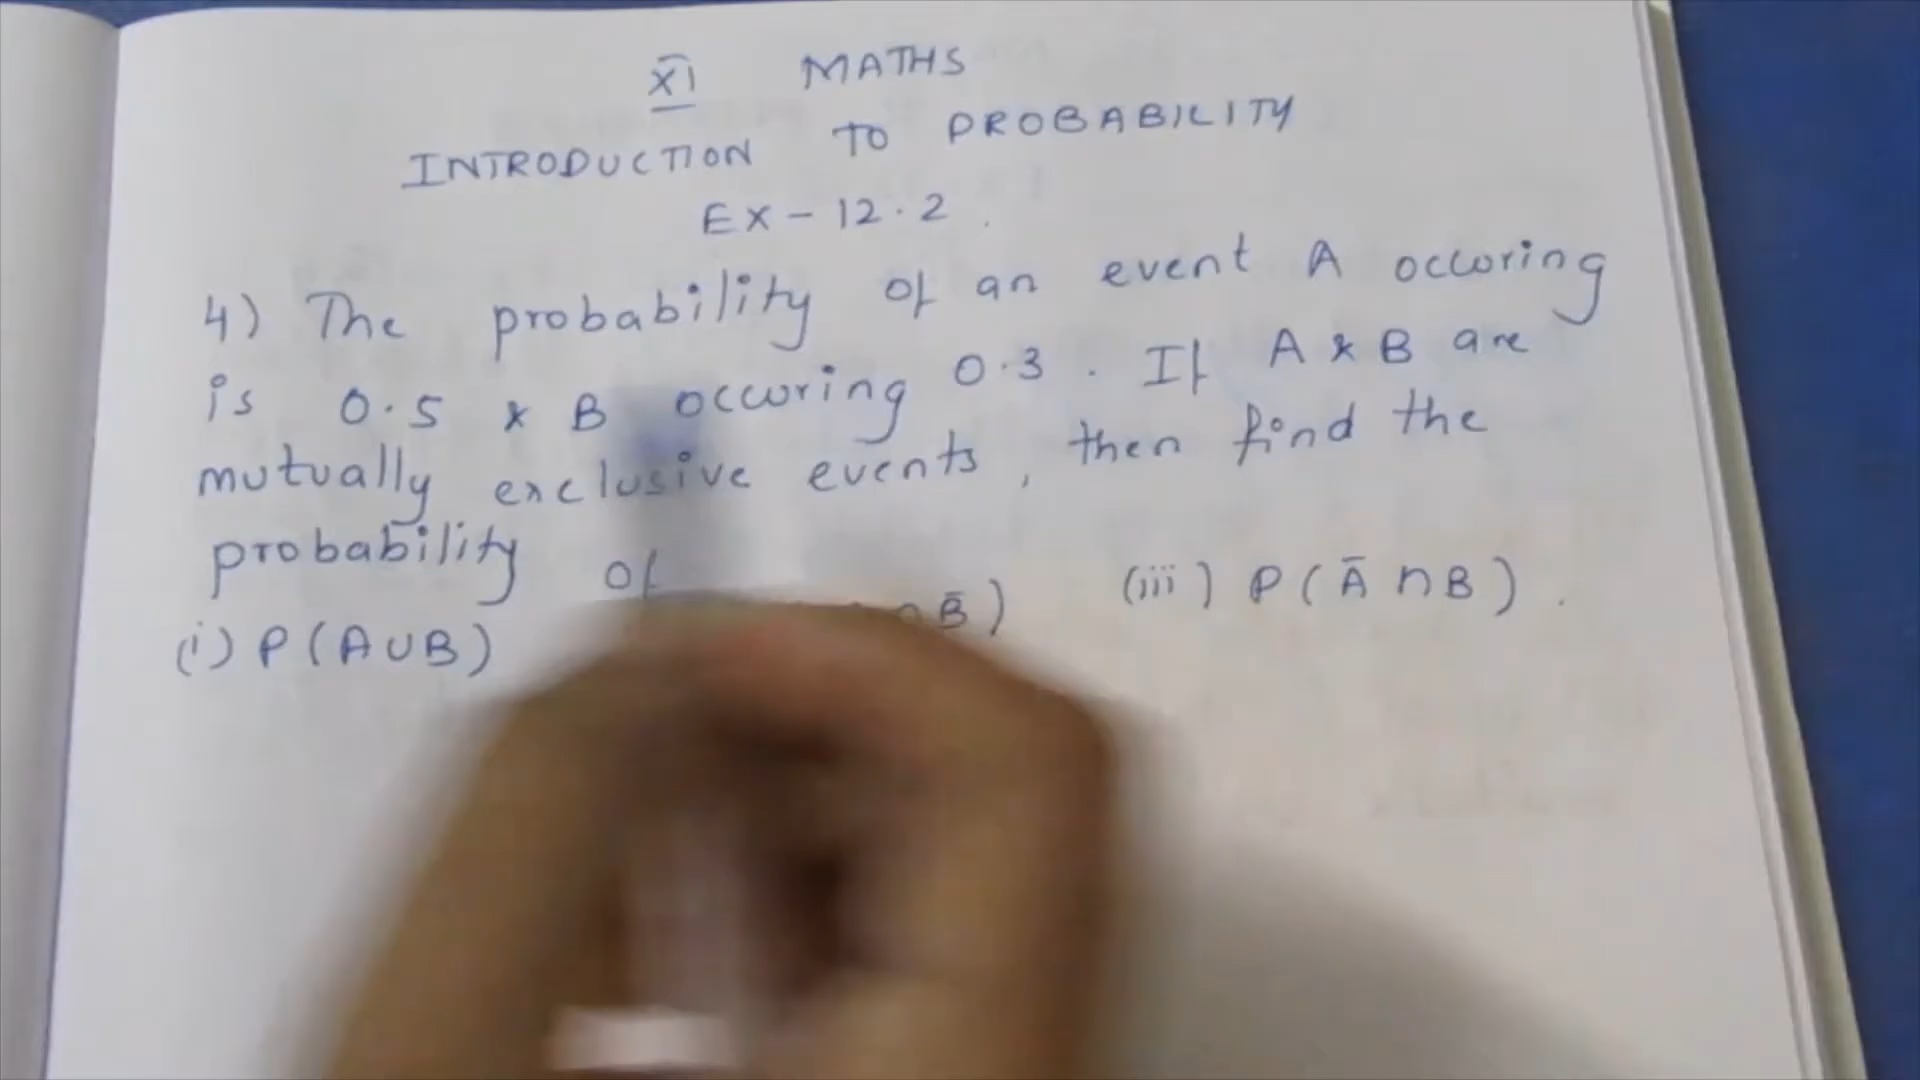 XI MATHS
INTRODUCTION TO PROBABILITY
EX-12.2.
4) The probability of an event A occuring
is 0.5 & B occuring 0.3. If A & B are
mutually exclusive events, then find the
probability of
(i) P(A∪B) ∩B̄) (iii) P(Ā∩B).